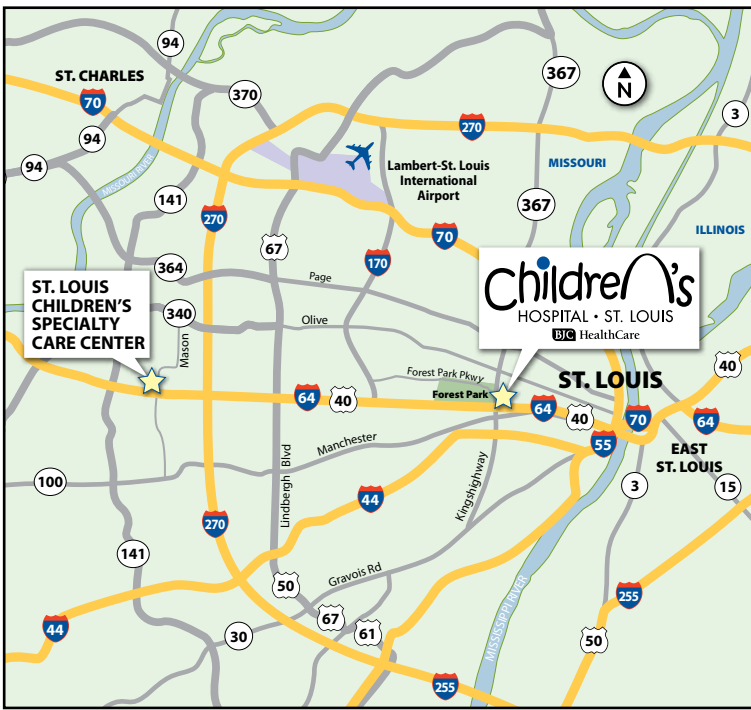 94
367
ST. CHARLES
70
370
N
3
270
94
94
Lambert-St. Louis
International
Airport
MISSOURI
MISSOURI RIVER
141
367
270
ILLINOIS
67
70
170
364
Page
ST. LOUIS
CHILDREN'S
SPECIALTY
CARE CENTER
ChildreN's
HOSPITAL • ST. LOUIS
BJC HealthCare
340
Olive
Mason
Forest Park Pkwy
Forest Park
ST. LOUIS
40
64
40
64
40
70
64
Manchester
55
EAST
ST. LOUIS
Lindbergh Blvd
Kingshighway
100
44
3
15
270
141
Gravois Rd
50
MISSISSIPPI RIVER
255
67
61
30
44
50
255